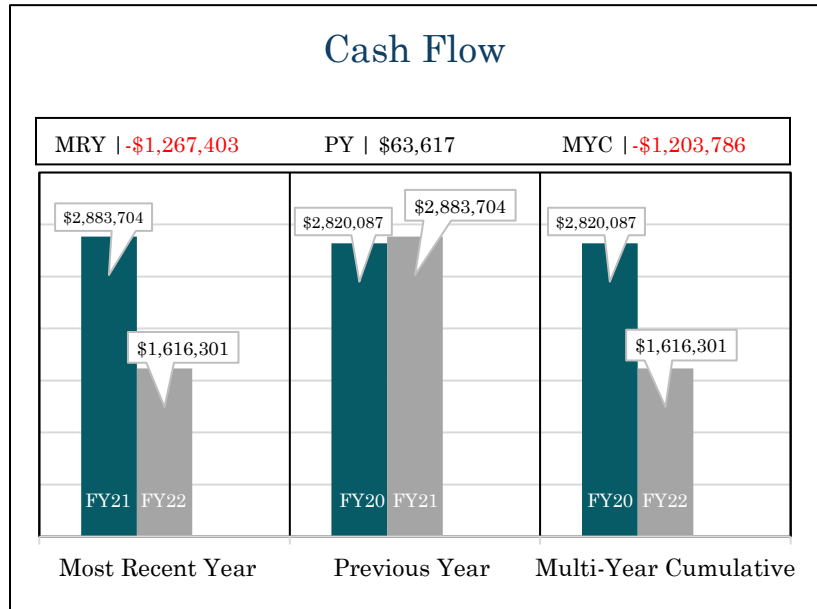 Cash Flow
MRY |-$1,267,403 PY | $63,617 MYC |-$1,203,786
$2,883,704
$1,616,301
FY21 FY22
$2,820,087
$2,883,704
FY20 FY21
$2,820,087
$1,616,301
FY20 FY22
Most Recent Year Previous Year Multi-Year Cumulative